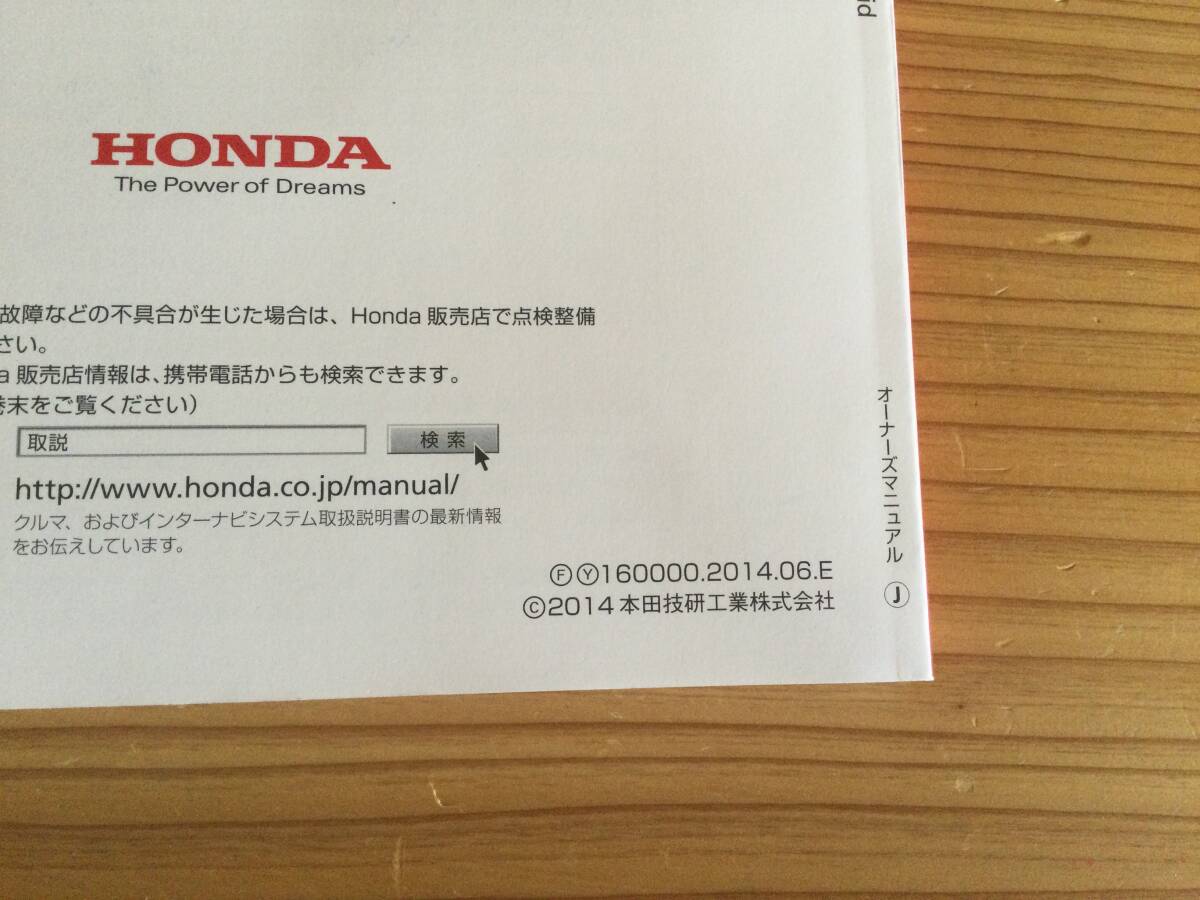 HONDA
The Power of Dreams
故障などの不具合が生じた場合は、Honda 販売店で点検整備
さい。
a 販売店情報は、携帯電話からも検索できます。
巻末をご覧ください）
取説
検索
http://www.honda.co.jp/manual/
クルマ、およびインターナビシステム取扱説明書の最新情報
をお伝えしています。
ⒻⓎ160000.2014.06.E
©2014 本田技研工業株式会社
id
オーナーズマニュアル Ⓙ